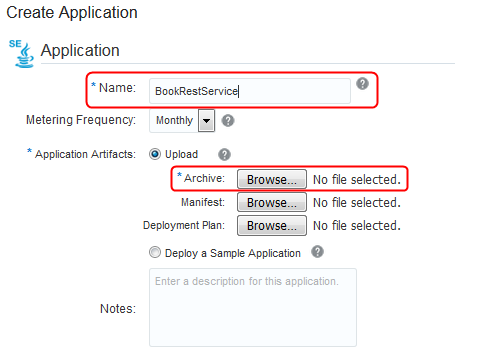 Create Application
SE Application
* Name: BookRestService ?
Metering Frequency: Monthly ?
* Application Artifacts: Upload ?
* Archive: Browse... No file selected.
Manifest: Browse... No file selected.
Deployment Plan: Browse... No file selected.
Deploy a Sample Application ?
Notes: Enter a description for this application.